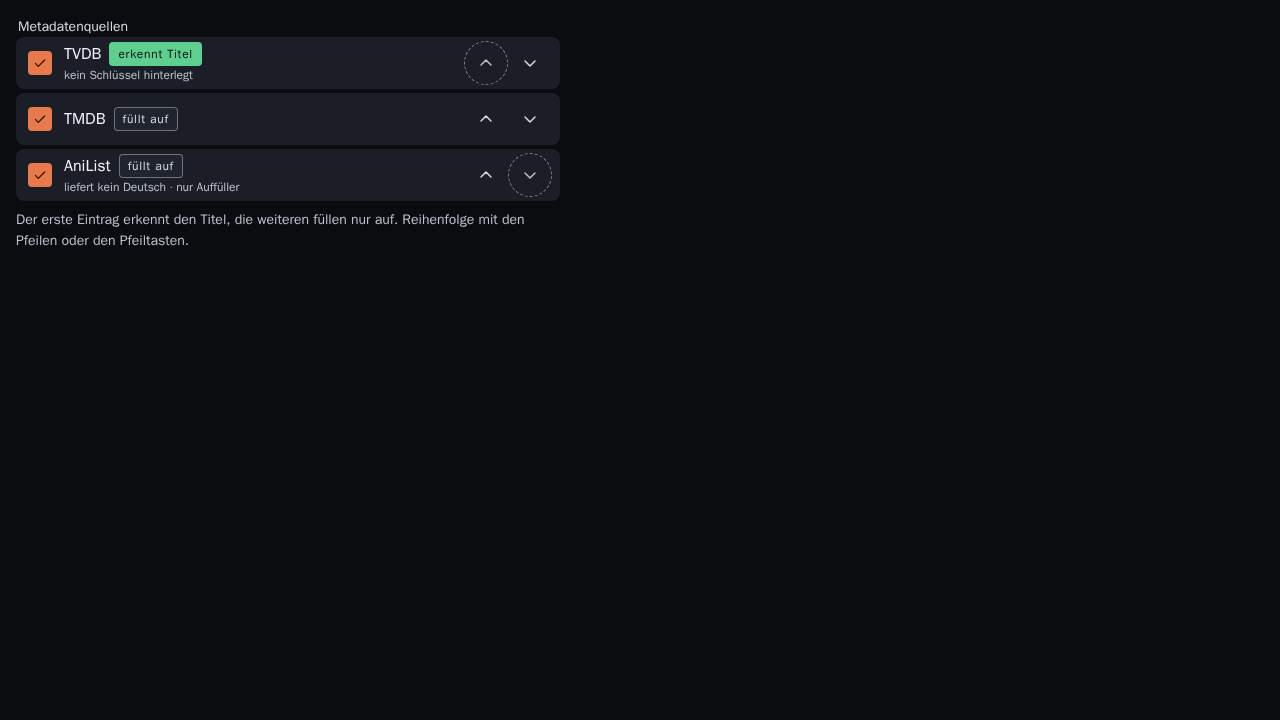 Metadatenquellen
TVDB erkennt Titel
kein Schlüssel hinterlegt
TMDB füllt auf
AniList füllt auf
liefert kein Deutsch · nur Auffüller
Der erste Eintrag erkennt den Titel, die weiteren füllen nur auf. Reihenfolge mit den
Pfeilen oder den Pfeiltasten.